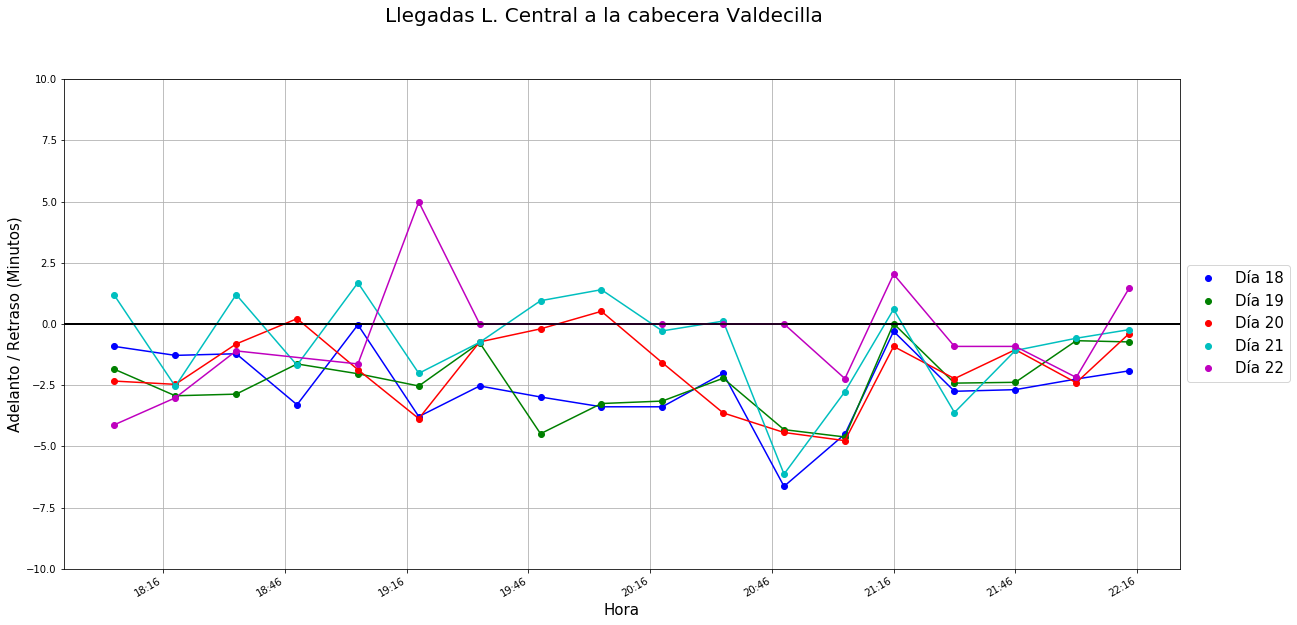 Llegadas L. Central a la cabecera Valdecilla
Adelanto / Retraso (Minutos)
10.0
7.5
5.0
2.5
0.0
−2.5
−5.0
−7.5
−10.0
18:16
18:46
19:16
19:46
20:16
20:46
21:16
21:46
22:16
Hora
Día 18
Día 19
Día 20
Día 21
Día 22